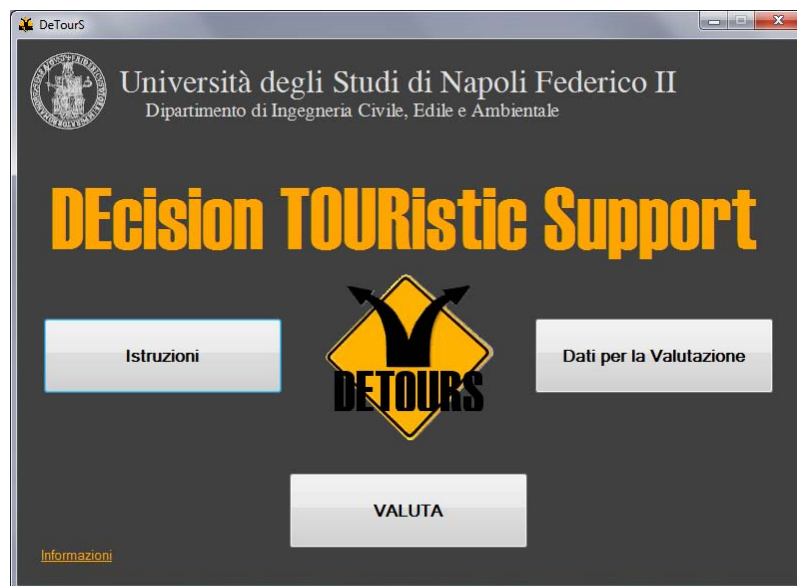 DeTourS
Università degli Studi di Napoli Federico II
Dipartimento di Ingegneria Civile, Edile e Ambientale
DEcision TOURistic Support
Istruzioni
DETOURS
Dati per la Valutazione
VALUTA
Informazioni